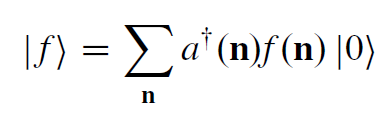 |f⟩ = ∑ₙ a†(n)f(n) |0⟩